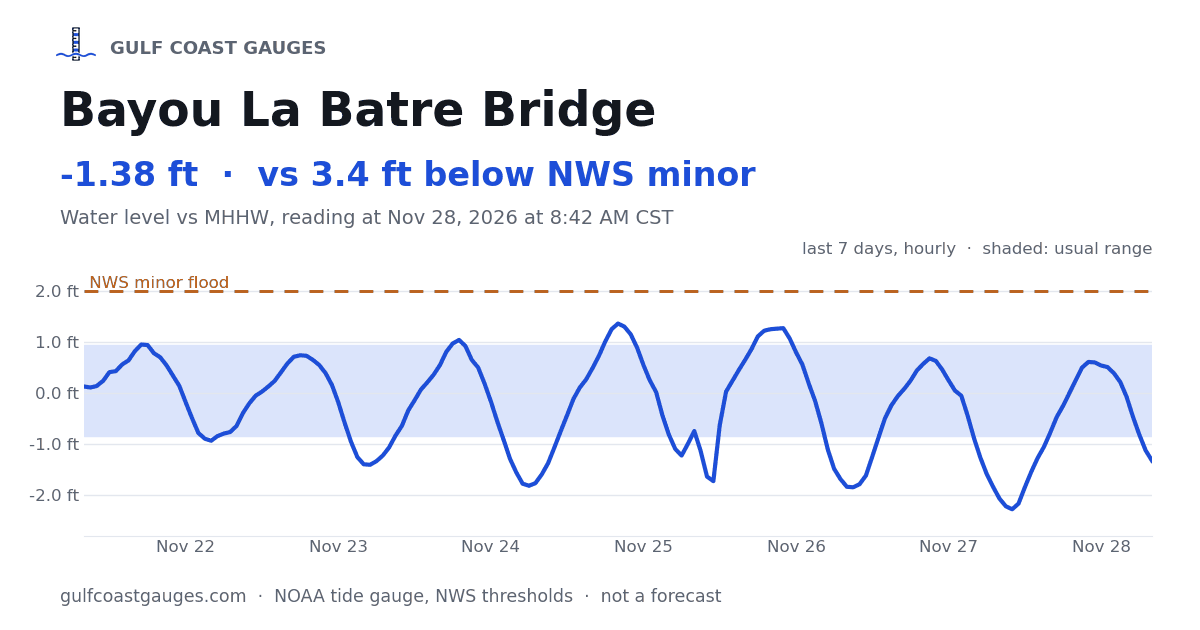 GULF COAST GAUGES
Bayou La Batre Bridge
-1.38 ft · vs 3.4 ft below NWS minor
Water level vs MHHW, reading at Nov 28, 2026 at 8:42 AM CST
last 7 days, hourly · shaded: usual range
NWS minor flood
2.0 ft
1.0 ft
0.0 ft
-1.0 ft
-2.0 ft
Nov 22 Nov 23 Nov 24 Nov 25 Nov 26 Nov 27 Nov 28
gulfcoastgauges.com · NOAA tide gauge, NWS thresholds · not a forecast